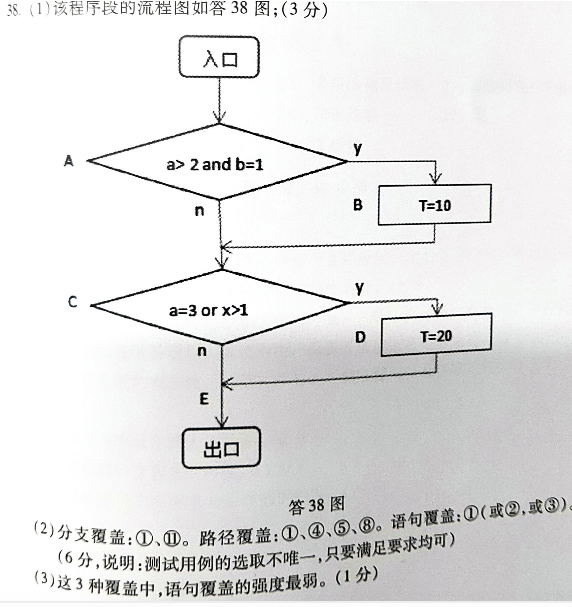 38. (1)该程序段的流程图如答38图;(3分)
入口
A
a> 2 and b=1
y
n
B
T=10
C
a=3 or x>1
y
n
D
T=20
E
出口
答38图
(2)分支覆盖:①、⑪。路径覆盖:①、④、⑤、⑧。语句覆盖:①(或②,或③)。
(6分,说明:测试用例的选取不唯一,只要满足要求均可)
(3)这3种覆盖中,语句覆盖的强度最弱。(1分)